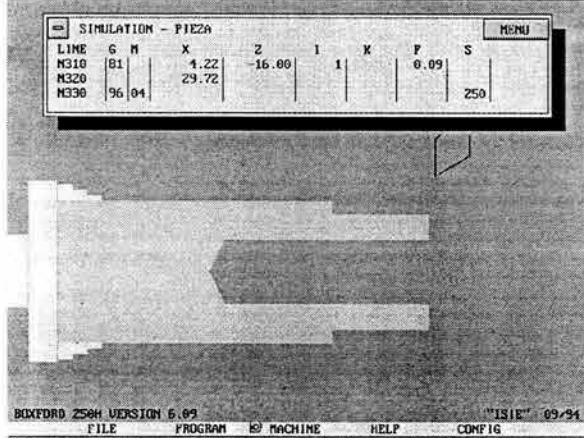 SIMULATION - PIEZA MENU
LINE G M X Z I K F S
N310 81 4.22 -16.00 1 0.09
N320 29.72
N330 96 04 250
BOXFORD 250H VERSION 6.09 "ISIE" 09/94
FILE PROGRAM MACHINE HELP CONFIG